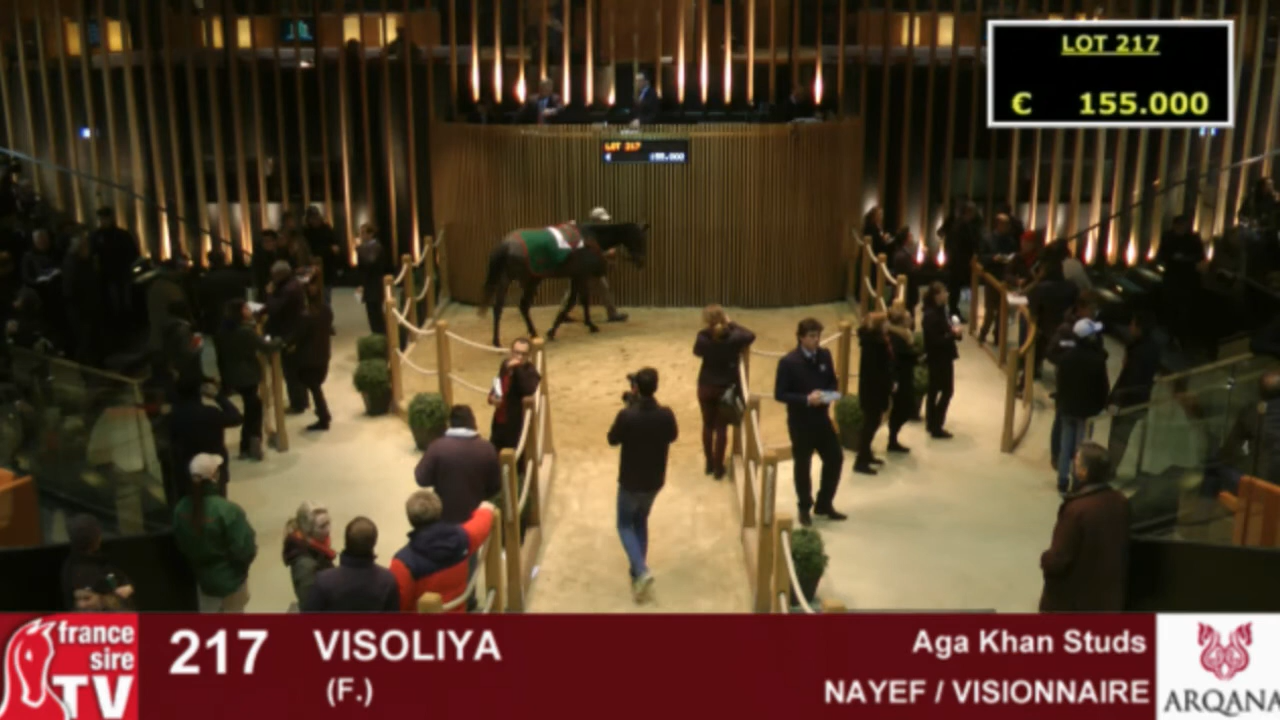 LOT 217
€ 155.000
LOT 217
€ 155.000
france
sire
TV
217
VISOLIYA
(F.)
Aga Khan Studs
NAYEF / VISIONNAIRE
ARQANA